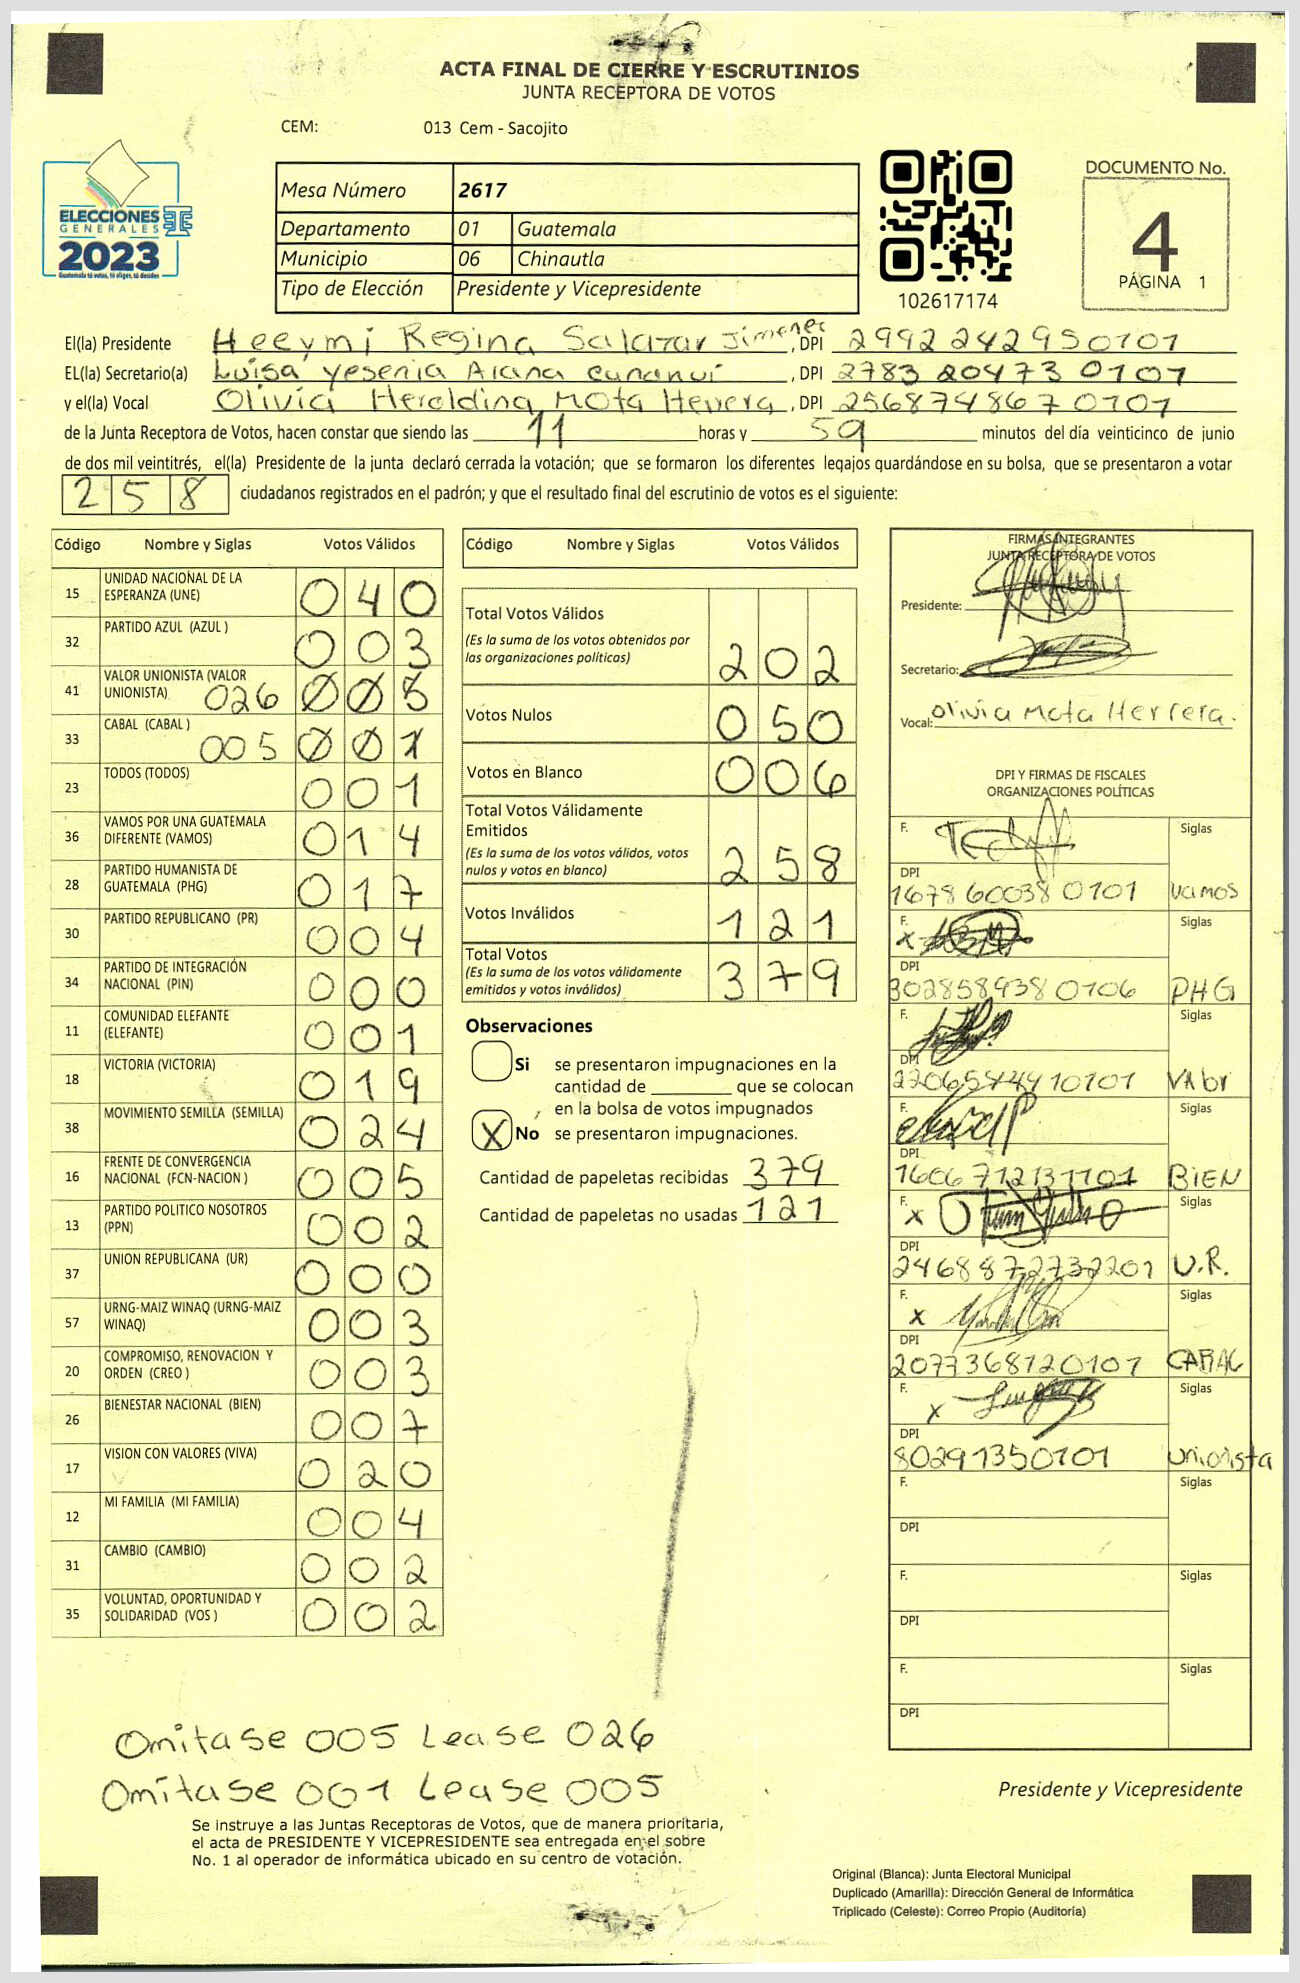 ACTA FINAL DE CIERRE Y ESCRUTINIOS
JUNTA RECEPTORA DE VOTOS
CEM: 013 Cem - Sacojito
ELECCIONES
GENERALES
2023
Guatemala tú votas, tú eliges, tú decides
Mesa Número 2617
Departamento 01 Guatemala
Municipio 06 Chinautla
Tipo de Elección Presidente y Vicepresidente
102617174
DOCUMENTO No.
4
PÁGINA 1
El(la) Presidente Heeymi Regina Salazar Jimenez, DPI 2992242950101
EL(la) Secretario(a) Luisa Yesenia Arana Cunanui, DPI 2783204730101
y el(la) Vocal Olivia Heroldina Mota Herrera, DPI 2568748670101
de la Junta Receptora de Votos, hacen constar que siendo las 11 horas y 59 minutos del día veinticinco de junio
de dos mil veintitrés, el(la) Presidente de la junta declaró cerrada la votación; que se formaron los diferentes legajos quardándose en su bolsa, que se presentaron a votar
258 ciudadanos registrados en el padrón; y que el resultado final del escrutinio de votos es el siguiente:
Código Nombre y Siglas Votos Válidos
15 UNIDAD NACIONAL DE LA ESPERANZA (UNE) 040
32 PARTIDO AZUL (AZUL ) 003
41 VALOR UNIONISTA (VALOR UNIONISTA) 026 005
33 CABAL (CABAL ) 005 001
23 TODOS (TODOS) 001
36 VAMOS POR UNA GUATEMALA DIFERENTE (VAMOS) 014
28 PARTIDO HUMANISTA DE GUATEMALA (PHG) 017
30 PARTIDO REPUBLICANO (PR) 004
34 PARTIDO DE INTEGRACIÓN NACIONAL (PIN) 000
11 COMUNIDAD ELEFANTE (ELEFANTE) 001
18 VICTORIA (VICTORIA) 019
38 MOVIMIENTO SEMILLA (SEMILLA) 024
16 FRENTE DE CONVERGENCIA NACIONAL (FCN-NACION ) 005
13 PARTIDO POLITICO NOSOTROS (PPN) 002
37 UNION REPUBLICANA (UR) 000
57 URNG-MAIZ WINAQ (URNG-MAIZ WINAQ) 003
20 COMPROMISO, RENOVACION Y ORDEN (CREO ) 003
26 BIENESTAR NACIONAL (BIEN) 007
17 VISION CON VALORES (VIVA) 020
12 MI FAMILIA (MI FAMILIA) 004
31 CAMBIO (CAMBIO) 002
35 VOLUNTAD, OPORTUNIDAD Y SOLIDARIDAD (VOS ) 002
Código Nombre y Siglas Votos Válidos
Total Votos Válidos
(Es la suma de los votos obtenidos por
las organizaciones políticas) 202
Votos Nulos 050
Votos en Blanco 006
Total Votos Válidamente
Emitidos
(Es la suma de los votos válidos, votos
nulos y votos en blanco) 258
Votos Inválidos 121
Total Votos
(Es la suma de los votos válidamente
emitidos y votos inválidos) 379
Observaciones
Si se presentaron impugnaciones en la
cantidad de ________ que se colocan
en la bolsa de votos impugnados
X No se presentaron impugnaciones.
Cantidad de papeletas recibidas 379
Cantidad de papeletas no usadas 121
FIRMAS INTEGRANTES
JUNTA RECEPTORA DE VOTOS
Presidente:
Secretario:
Vocal: Olivia Mota Herrera.
DPI Y FIRMAS DE FISCALES
ORGANIZACIONES POLÍTICAS
F. Siglas
DPI
1678600380101 Vamos
F. Siglas
x
DPI
3028589380106 PHG
F. Siglas
DPI
2206544910101 Valor
F. Siglas
DPI
1606712131101 BIEN
F. Siglas
x
DPI
2468872732201 U.R.
F. Siglas
x
DPI
2077368120101 CABAL
F. Siglas
x
DPI
80291350101 Unionista
F. Siglas
DPI
F. Siglas
DPI
F. Siglas
DPI
Omitase 005 Lease 026
Omitase 001 Lease 005
Presidente y Vicepresidente
Se instruye a las Juntas Receptoras de Votos, que de manera prioritaria,
el acta de PRESIDENTE Y VICEPRESIDENTE sea entregada en el sobre
No. 1 al operador de informática ubicado en su centro de votación.
Original (Blanca): Junta Electoral Municipal
Duplicado (Amarilla): Dirección General de Informática
Triplicado (Celeste): Correo Propio (Auditoría)